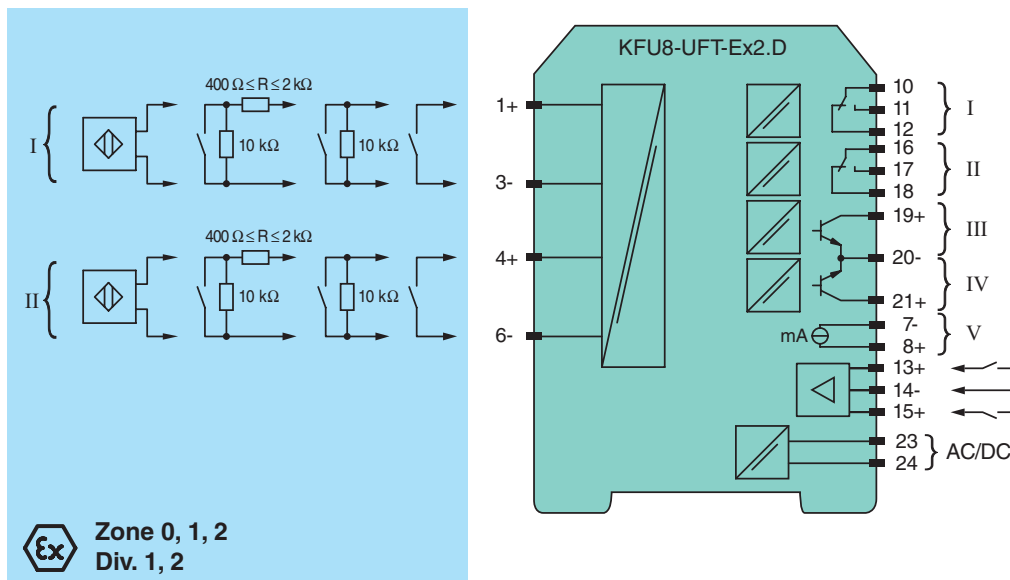 KFU8-UFT-Ex2.D
400 Ω ≤ R ≤ 2 kΩ
I
10 kΩ
10 kΩ
400 Ω ≤ R ≤ 2 kΩ
II
10 kΩ
10 kΩ
Ex
Zone 0, 1, 2
Div. 1, 2
1+
3-
4+
6-
mA
10
11
12
I
16
17
18
II
19+
20-
III
21+
IV
7-
8+
V
13+
14-
15+
23
24
AC/DC